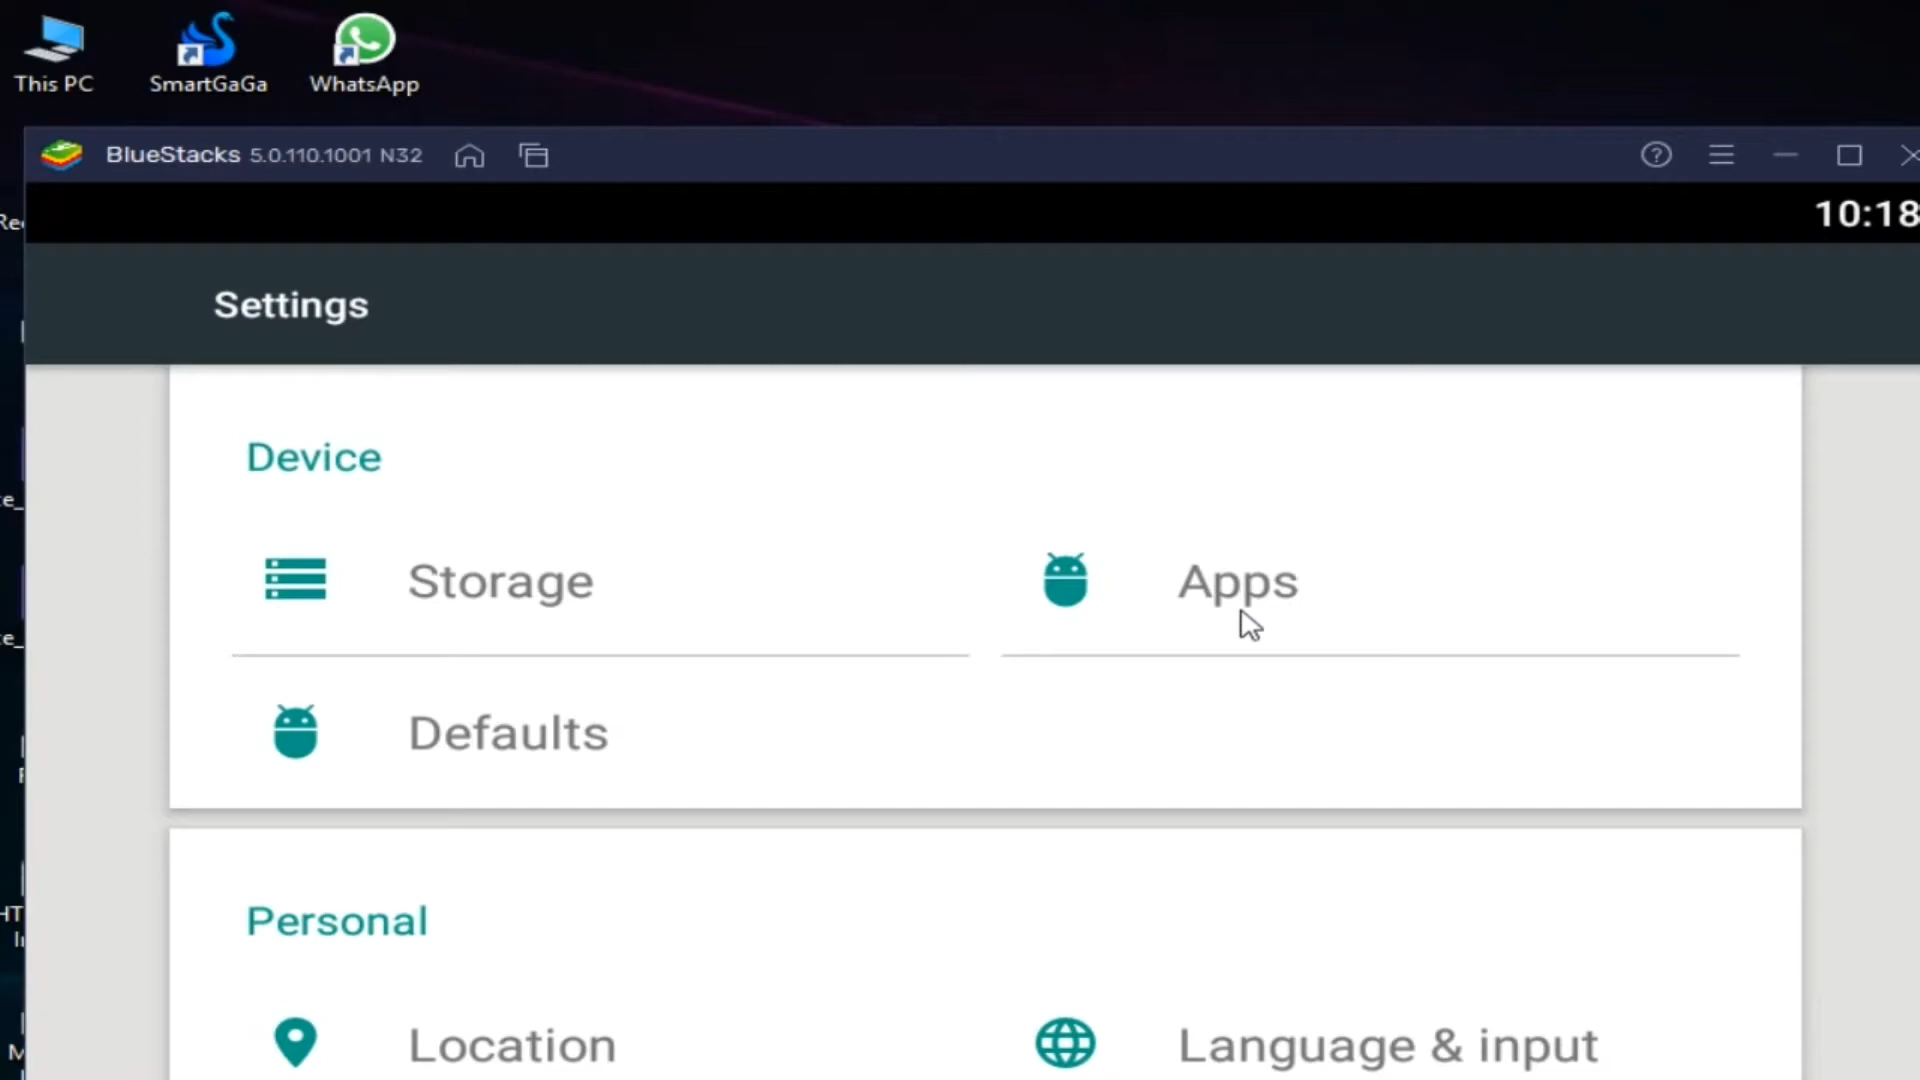 This PC
SmartGaGa
WhatsApp
BlueStacks 5.0.110.1001 N32
10:18
Settings
Device
Storage
Apps
Defaults
Personal
Location
Language & input